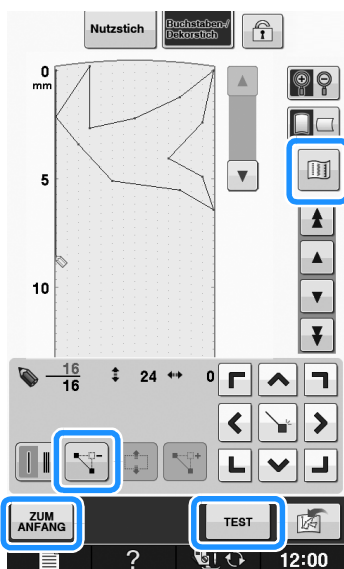 Nutzstich
Buchstaben-/
Dekorstich
0
mm
5
10
16
16
24
0
ZUM
ANFANG
TEST
?
12:00